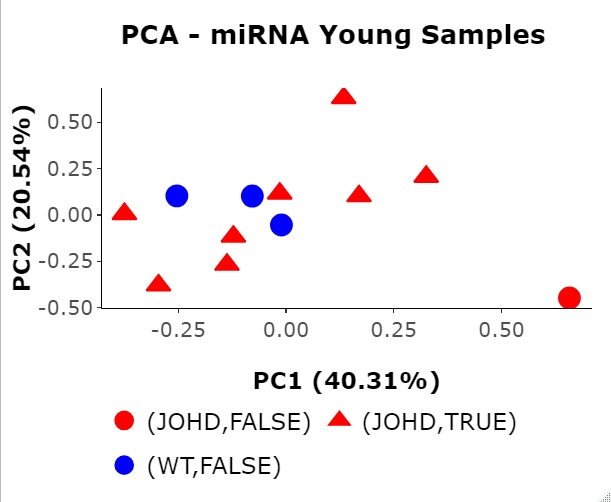 PCA - miRNA Young Samples
PC2 (20.54%)
0.50
0.25
0.00
-0.25
-0.50
-0.25 0.00 0.25 0.50
PC1 (40.31%)
(JOHD,FALSE) (JOHD,TRUE)
(WT,FALSE)